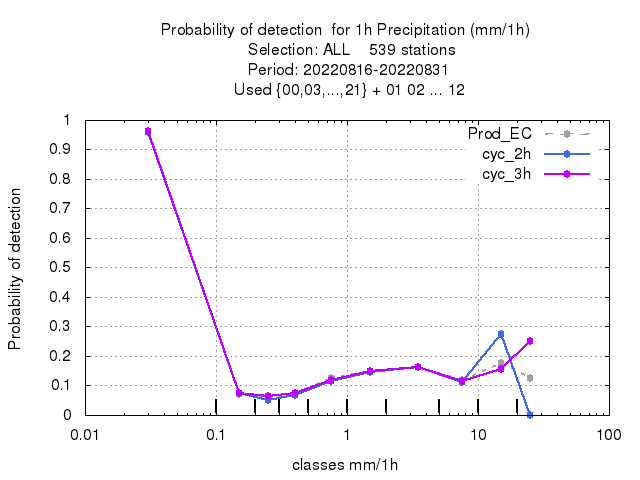 Probability of detection  for 1h Precipitation (mm/1h)
Selection: ALL    539 stations
Period: 20220816-20220831
Used {00,03,...,21} + 01 02 ... 12
Prod_EC
cyc_2h
cyc_3h
Probability of detection
1
0.9
0.8
0.7
0.6
0.5
0.4
0.3
0.2
0.1
0
0.01
0.1
1
10
100
classes mm/1h